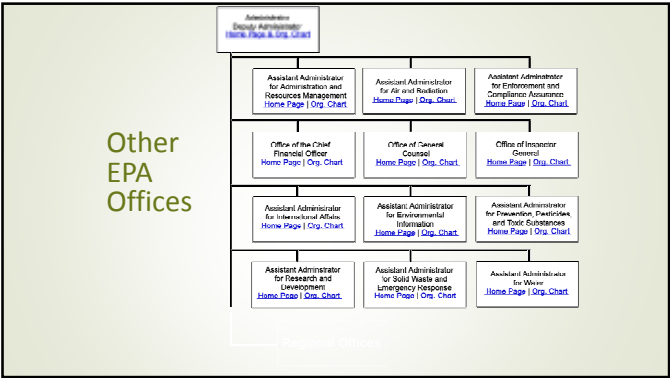 Other
EPA
Offices
Administrator
Deputy Administrator
Home Page & Org. Chart
Assistant Administrator
for Administration and
Resources Management
Home Page | Org. Chart
Assistant Administrator
for Air and Radiation
Home Page | Org. Chart
Assistant Administrator
for Enforcement and
Compliance Assurance
Home Page | Org. Chart
Office of the Chief
Financial Officer
Home Page | Org. Chart
Office of General
Counsel
Home Page | Org. Chart
Office of Inspector
General
Home Page | Org. Chart
Assistant Administrator
for International Affairs
Home Page | Org. Chart
Assistant Administrator
for Environmental
Information
Home Page | Org. Chart
Assistant Administrator
for Prevention, Pesticides,
and Toxic Substances
Home Page | Org. Chart
Assistant Administrator
for Research and
Development
Home Page | Org. Chart
Assistant Administrator
for Solid Waste and
Emergency Response
Home Page | Org. Chart
Assistant Administrator
for Water
Home Page | Org. Chart
Regional Offices